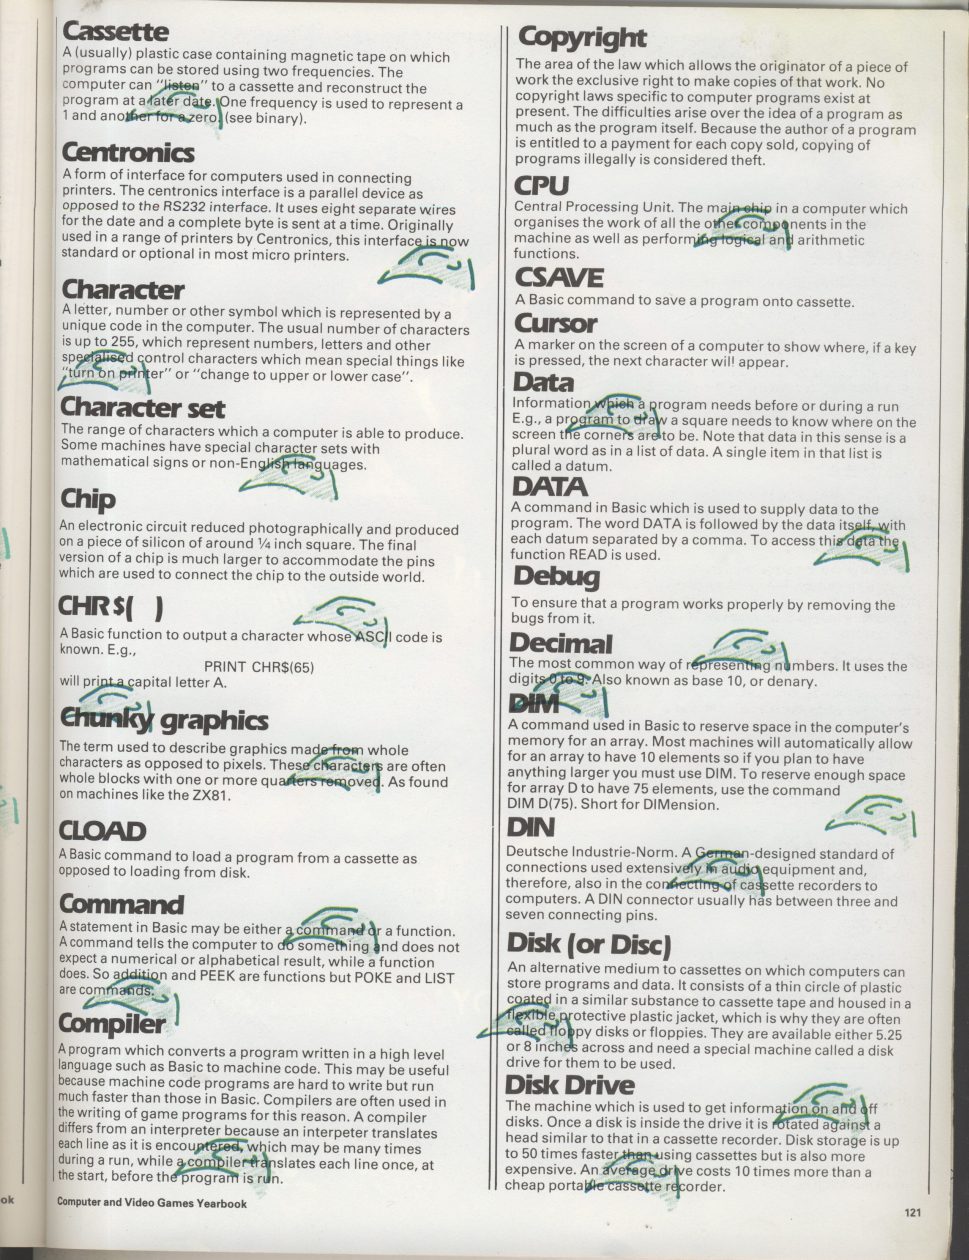 Cassette
A (usually) plastic case containing magnetic tape on which
programs can be stored using two frequencies. The
computer can "listen" to a cassette and reconstruct the
program at a later date. One frequency is used to represent a
1 and another for a zero. (see binary).
Centronics
A form of interface for computers used in connecting
printers. The centronics interface is a parallel device as
opposed to the RS232 interface. It uses eight separate wires
for the date and a complete byte is sent at a time. Originally
used in a range of printers by Centronics, this interface is now
standard or optional in most micro printers.
Character
A letter, number or other symbol which is represented by a
unique code in the computer. The usual number of characters
is up to 255, which represent numbers, letters and other
specialised control characters which mean special things like
"turn on printer" or "change to upper or lower case".
Character set
The range of characters which a computer is able to produce.
Some machines have special character sets with
mathematical signs or non-English languages.
Chip
An electronic circuit reduced photographically and produced
on a piece of silicon of around ¼ inch square. The final
version of a chip is much larger to accommodate the pins
which are used to connect the chip to the outside world.
CHR$( )
A Basic function to output a character whose ASCII code is
known. E.g.,
PRINT CHR$(65)
will print a capital letter A.
Chunky graphics
The term used to describe graphics made from whole
characters as opposed to pixels. These characters are often
whole blocks with one or more quarters removed. As found
on machines like the ZX81.
CLOAD
A Basic command to load a program from a cassette as
opposed to loading from disk.
Command
A statement in Basic may be either a command or a function.
A command tells the computer to do something and does not
expect a numerical or alphabetical result, while a function
does. So addition and PEEK are functions but POKE and LIST
are commands.
Compiler
A program which converts a program written in a high level
language such as Basic to machine code. This may be useful
because machine code programs are hard to write but run
much faster than those in Basic. Compilers are often used in
the writing of game programs for this reason. A compiler
differs from an interpreter because an interpeter translates
each line as it is encountered, which may be many times
during a run, while a compiler translates each line once, at
the start, before the program is run.
Computer and Video Games Yearbook
Copyright
The area of the law which allows the originator of a piece of
work the exclusive right to make copies of that work. No
copyright laws specific to computer programs exist at
present. The difficulties arise over the idea of a program as
much as the program itself. Because the author of a program
is entitled to a payment for each copy sold, copying of
programs illegally is considered theft.
CPU
Central Processing Unit. The main chip in a computer which
organises the work of all the other components in the
machine as well as performing logical and arithmetic
functions.
CSAVE
A Basic command to save a program onto cassette.
Cursor
A marker on the screen of a computer to show where, if a key
is pressed, the next character will appear.
Data
Information which a program needs before or during a run
E.g., a program to draw a square needs to know where on the
screen the corners are to be. Note that data in this sense is a
plural word as in a list of data. A single item in that list is
called a datum.
DATA
A command in Basic which is used to supply data to the
program. The word DATA is followed by the data itself, with
each datum separated by a comma. To access this data the
function READ is used.
Debug
To ensure that a program works properly by removing the
bugs from it.
Decimal
The most common way of representing numbers. It uses the
digits 0 to 9. Also known as base 10, or denary.
DIM
A command used in Basic to reserve space in the computer's
memory for an array. Most machines will automatically allow
for an array to have 10 elements so if you plan to have
anything larger you must use DIM. To reserve enough space
for array D to have 75 elements, use the command
DIM D(75). Short for DIMension.
DIN
Deutsche Industrie-Norm. A German-designed standard of
connections used extensively in audio equipment and,
therefore, also in the connecting of cassette recorders to
computers. A DIN connector usually has between three and
seven connecting pins.
Disk (or Disc)
An alternative medium to cassettes on which computers can
store programs and data. It consists of a thin circle of plastic
coated in a similar substance to cassette tape and housed in a
flexible protective plastic jacket, which is why they are often
called floppy disks or floppies. They are available either 5.25
or 8 inches across and need a special machine called a disk
drive for them to be used.
Disk Drive
The machine which is used to get information on and off
disks. Once a disk is inside the drive it is rotated against a
head similar to that in a cassette recorder. Disk storage is up
to 50 times faster than using cassettes but is also more
expensive. An average drive costs 10 times more than a
cheap portable cassette recorder.
121